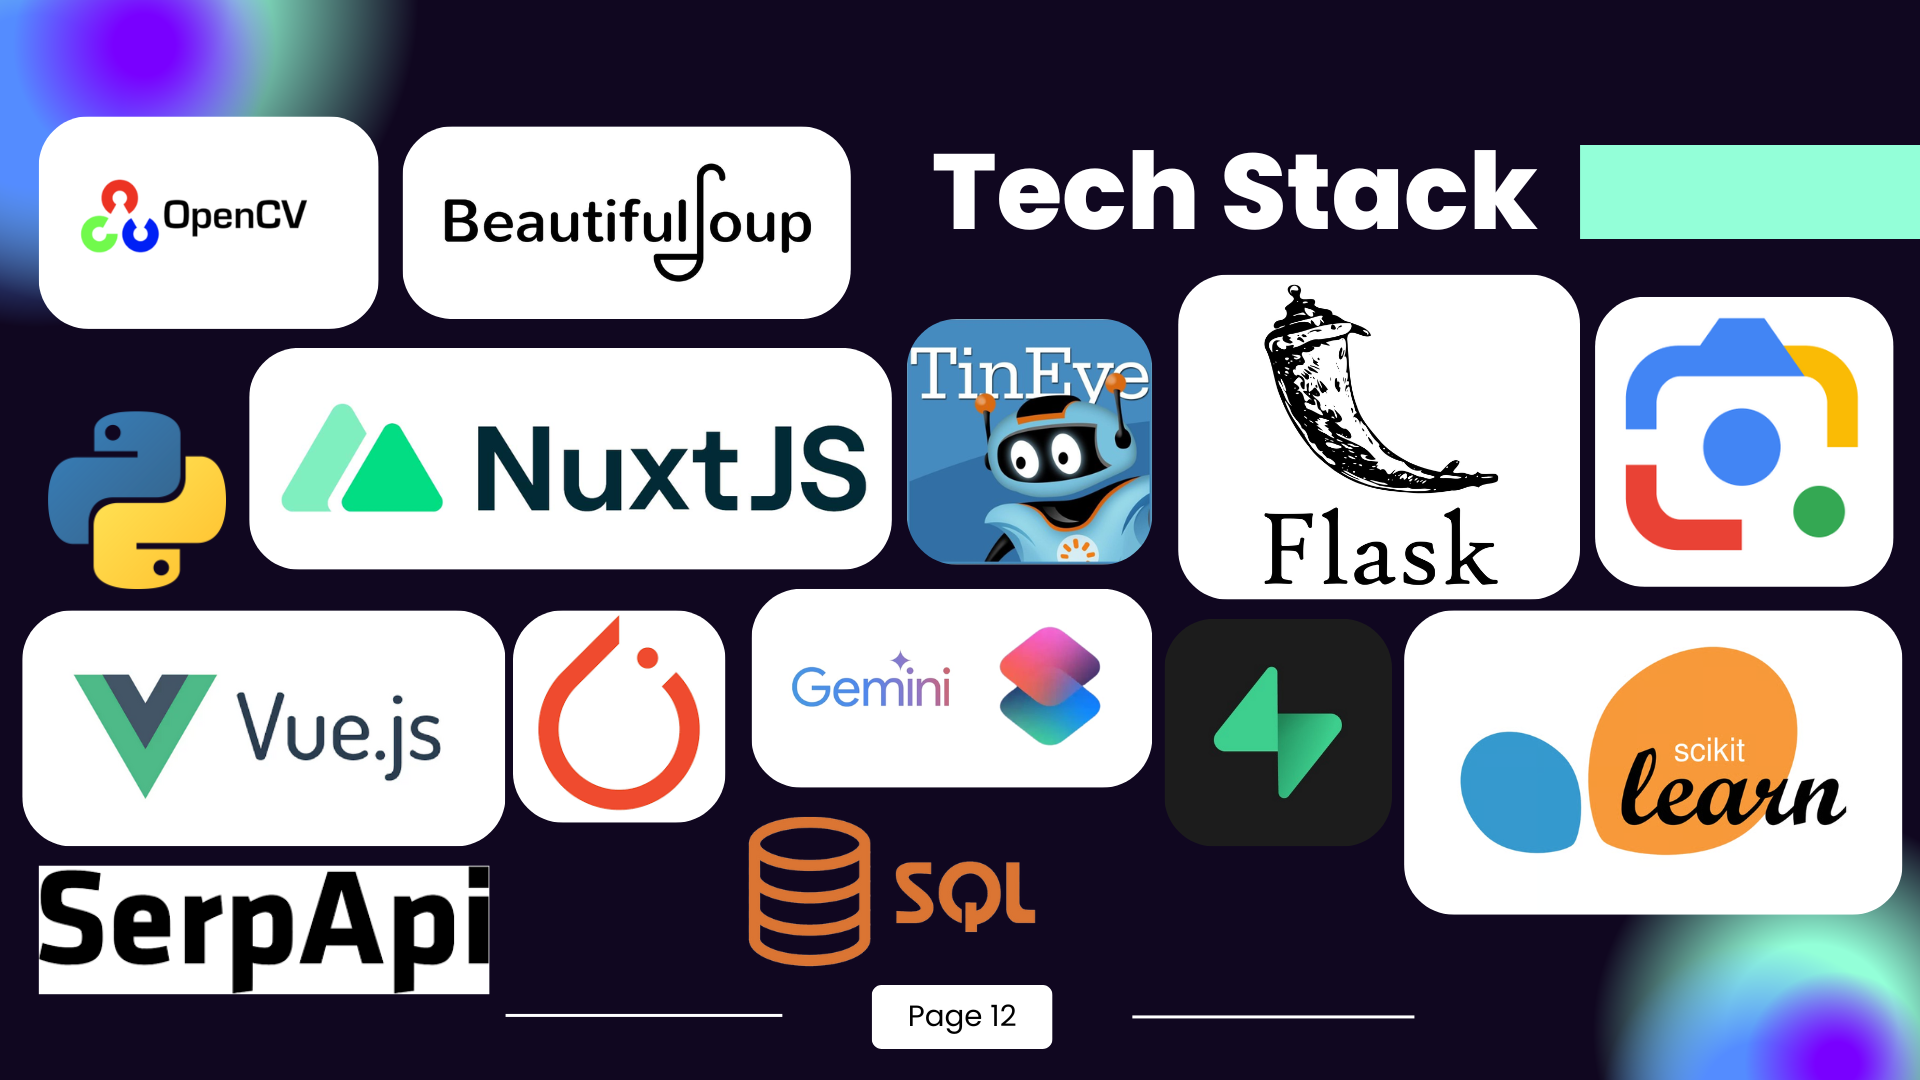 Tech Stack
OpenCV
BeautifulSoup
NuxtJS
TinEye
Flask
Vue.js
Gemini
scikit
learn
SerpApi
SQL
Page 12